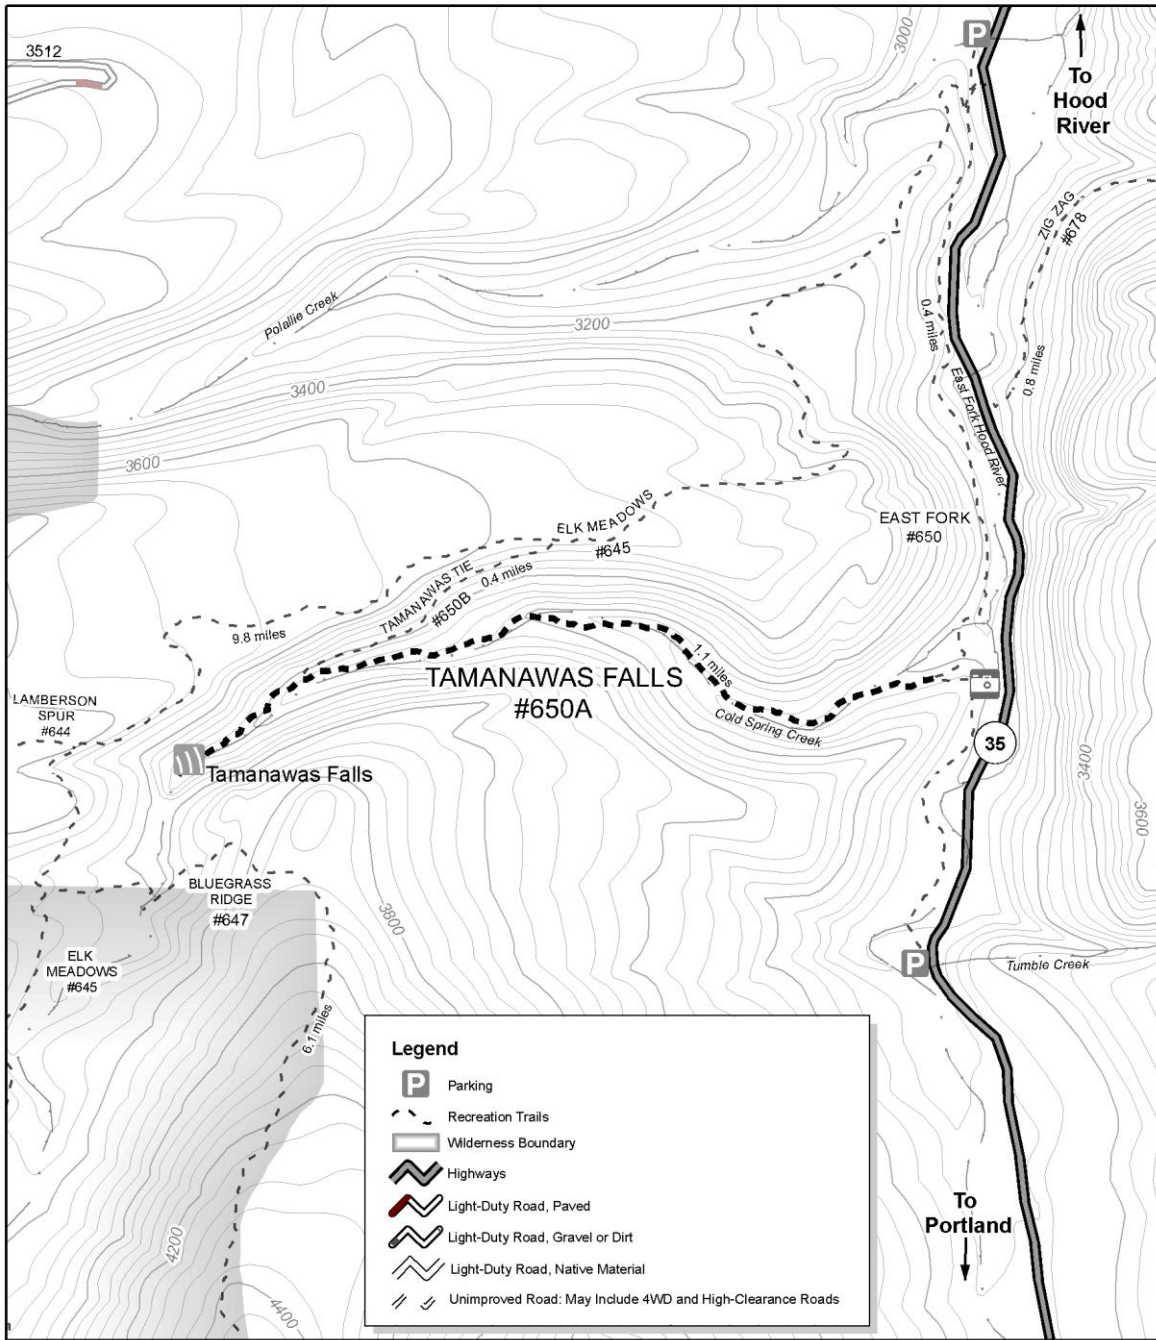 3512
3000
P
To
Hood
River
ZIG ZAG
#678
Polallie Creek
3200
0.4 miles
3400
East Fork Hood River
0.8 miles
3600
ELK MEADOWS
#645
EAST FORK
#650
TAMANAWAS TIE
0.4 miles
#650B
9.8 miles
1.1 miles
TAMANAWAS FALLS
#650A
LAMBERSON
SPUR
#644
Cold Spring Creek
35
3400
Tamanawas Falls
3600
BLUEGRASS
RIDGE
#647
3800
ELK
MEADOWS
#645
P
Tumble Creek
6.1 miles
4200
4400
To
Portland
Legend
P Parking
Recreation Trails
Wilderness Boundary
Highways
Light-Duty Road, Paved
Light-Duty Road, Gravel or Dirt
Light-Duty Road, Native Material
Unimproved Road: May Include 4WD and High-Clearance Roads